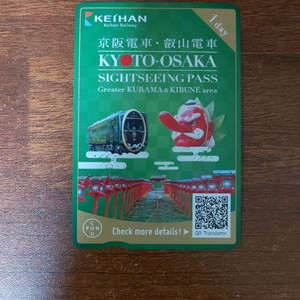 KEIHAN
Keihan Railway
1 day
京阪電車・叡山電車
KYOTO-OSAKA
SIGHTSEEING PASS
Greater KURAMA & KIBUNE area
Check more details!
QR Translator